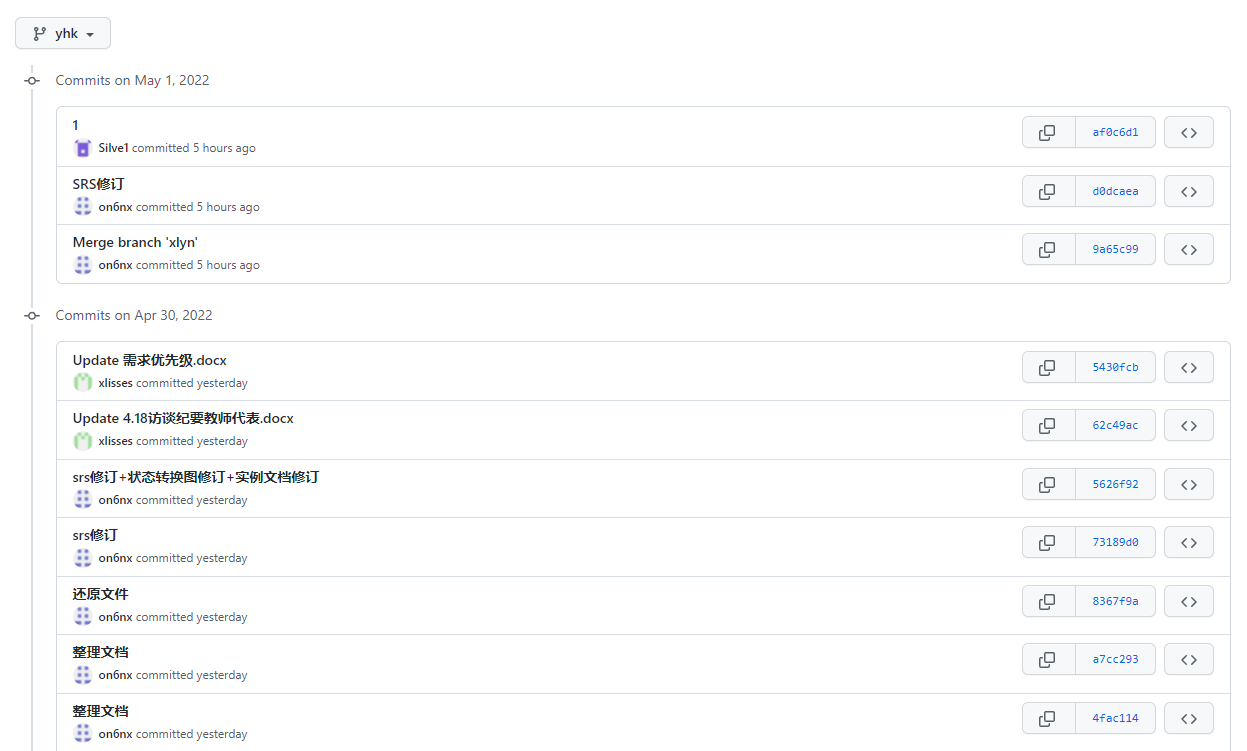 yhk
Commits on May 1, 2022
1
Silve1 committed 5 hours ago
af0c6d1
SRS修订
on6nx committed 5 hours ago
d0dcaea
Merge branch 'xlyn'
on6nx committed 5 hours ago
9a65c99
Commits on Apr 30, 2022
Update 需求优先级.docx
xlisses committed yesterday
5430fcb
Update 4.18访谈纪要教师代表.docx
xlisses committed yesterday
62c49ac
srs修订+状态转换图修订+实例文档修订
on6nx committed yesterday
5626f92
srs修订
on6nx committed yesterday
73189d0
还原文件
on6nx committed yesterday
8367f9a
整理文档
on6nx committed yesterday
a7cc293
整理文档
on6nx committed yesterday
4fac114